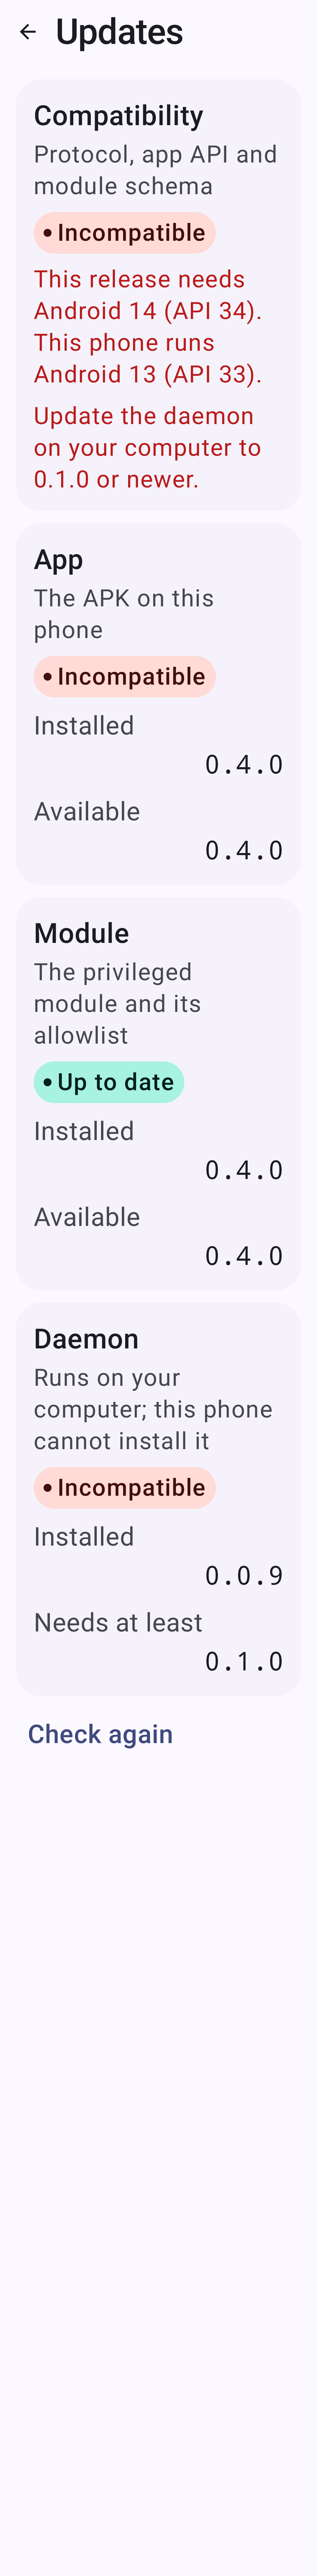 Updates
Compatibility
Protocol, app API and
module schema
• Incompatible
This release needs
Android 14 (API 34).
This phone runs
Android 13 (API 33).
Update the daemon
on your computer to
0.1.0 or newer.
App
The APK on this
phone
• Incompatible
Installed
0.4.0
Available
0.4.0
Module
The privileged
module and its
allowlist
• Up to date
Installed
0.4.0
Available
0.4.0
Daemon
Runs on your
computer; this phone
cannot install it
• Incompatible
Installed
0.0.9
Needs at least
0.1.0
Check again